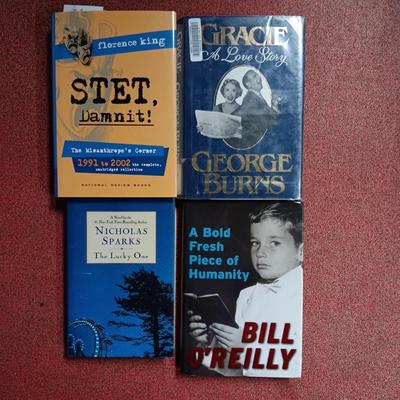 florence king
STET,
Damnit!
The Misanthrope's Corner
1991 to 2002 the complete,
unabridged collection
NATIONAL REVIEW BOOKS
GRACIE
A Love Story
GEORGE
BURNS
A Novel by the
#1 New York Times Bestselling Author
NICHOLAS
SPARKS
The Lucky One
A Bold
Fresh
Piece of
Humanity
BILL
O'REILLY